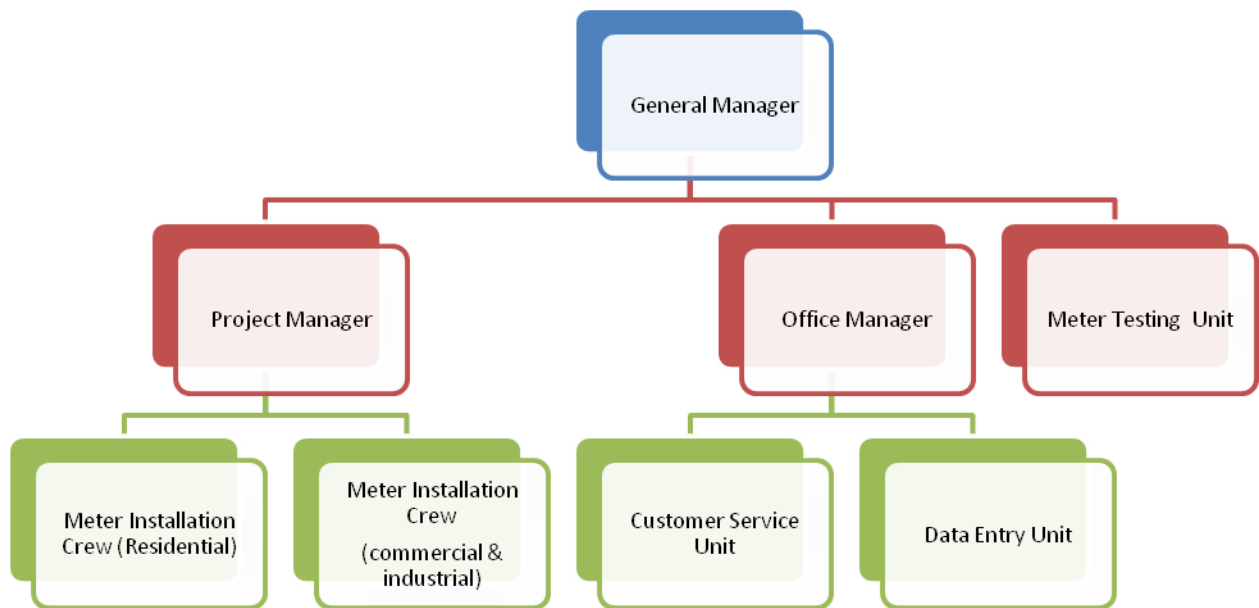 General Manager
Project Manager
Office Manager
Meter Testing  Unit
Meter Installation
Crew (Residential)
Meter Installation
Crew
(commercial &
industrial)
Customer Service
Unit
Data Entry Unit